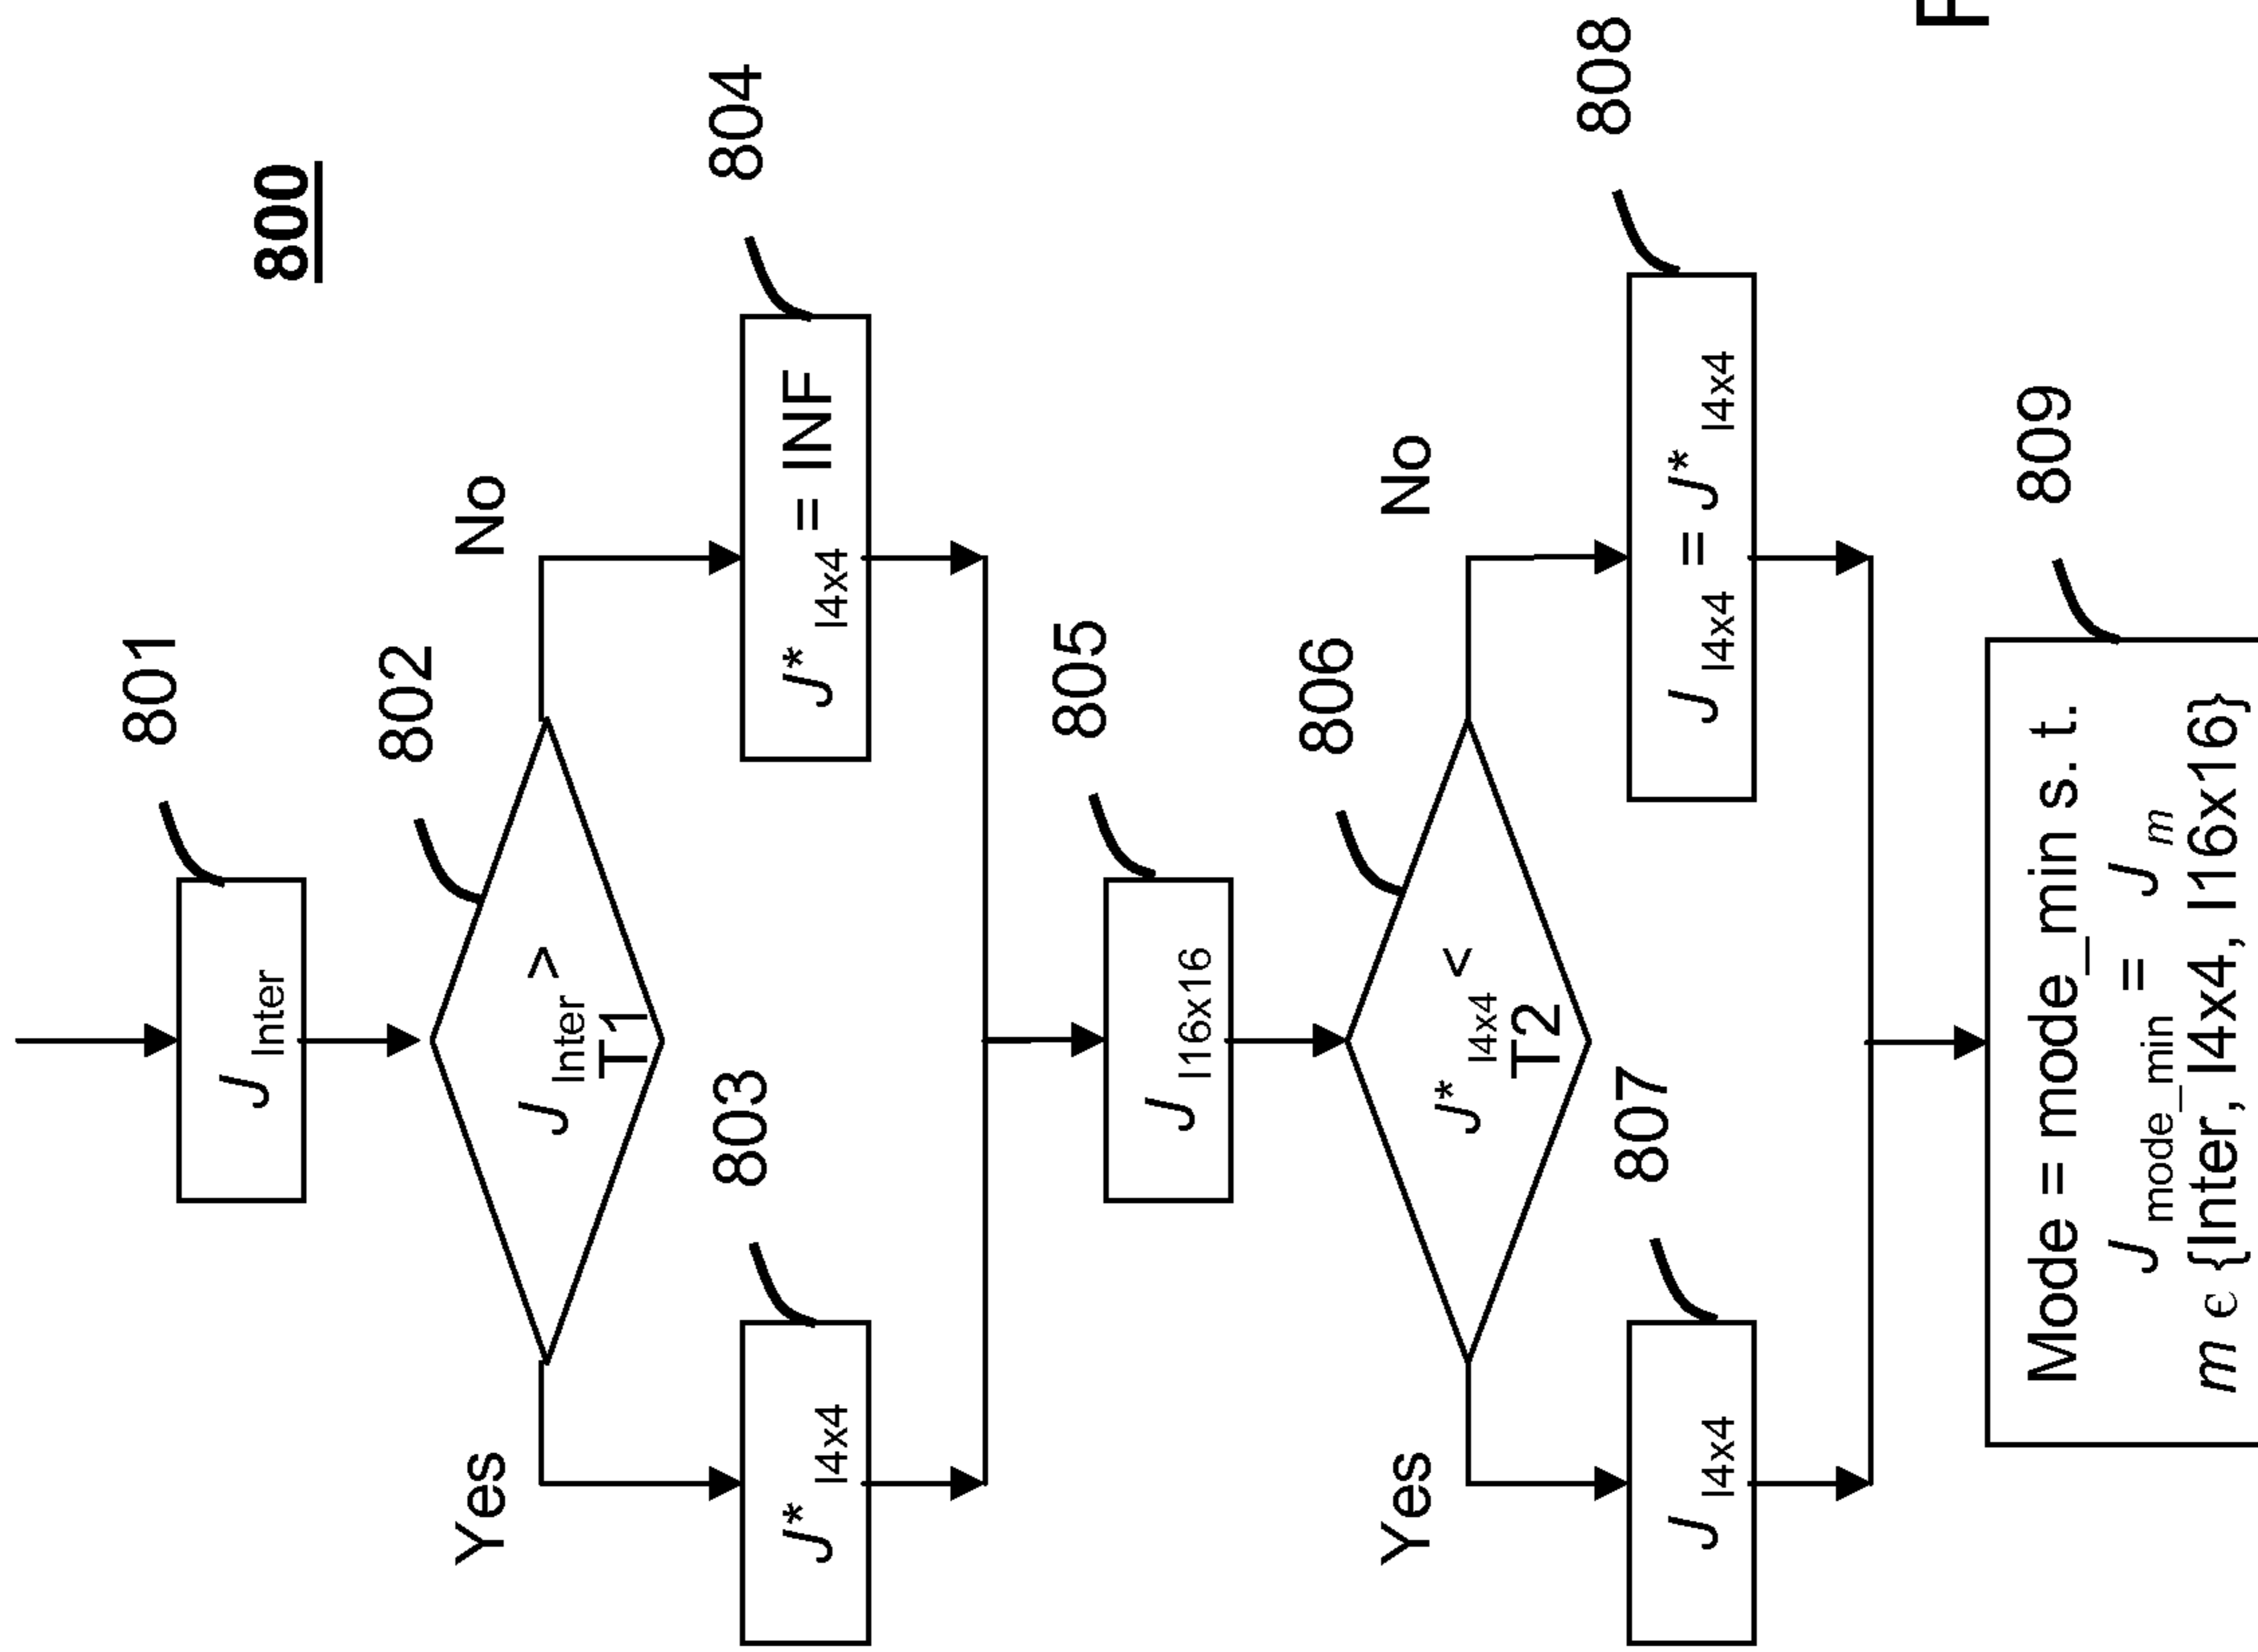 800
801
J Inter
802
J Inter >
T1
Yes
No
803
J* I4x4
804
J* I4x4 = INF
805
J I16x16
806
J* I4x4 <
T2
Yes
No
807
J I4x4
808
J I4x4 = J* I4x4
809
Mode = mode_min s. t.
J mode_min = J m
m ϵ {Inter, I4x4, I16x16}
F